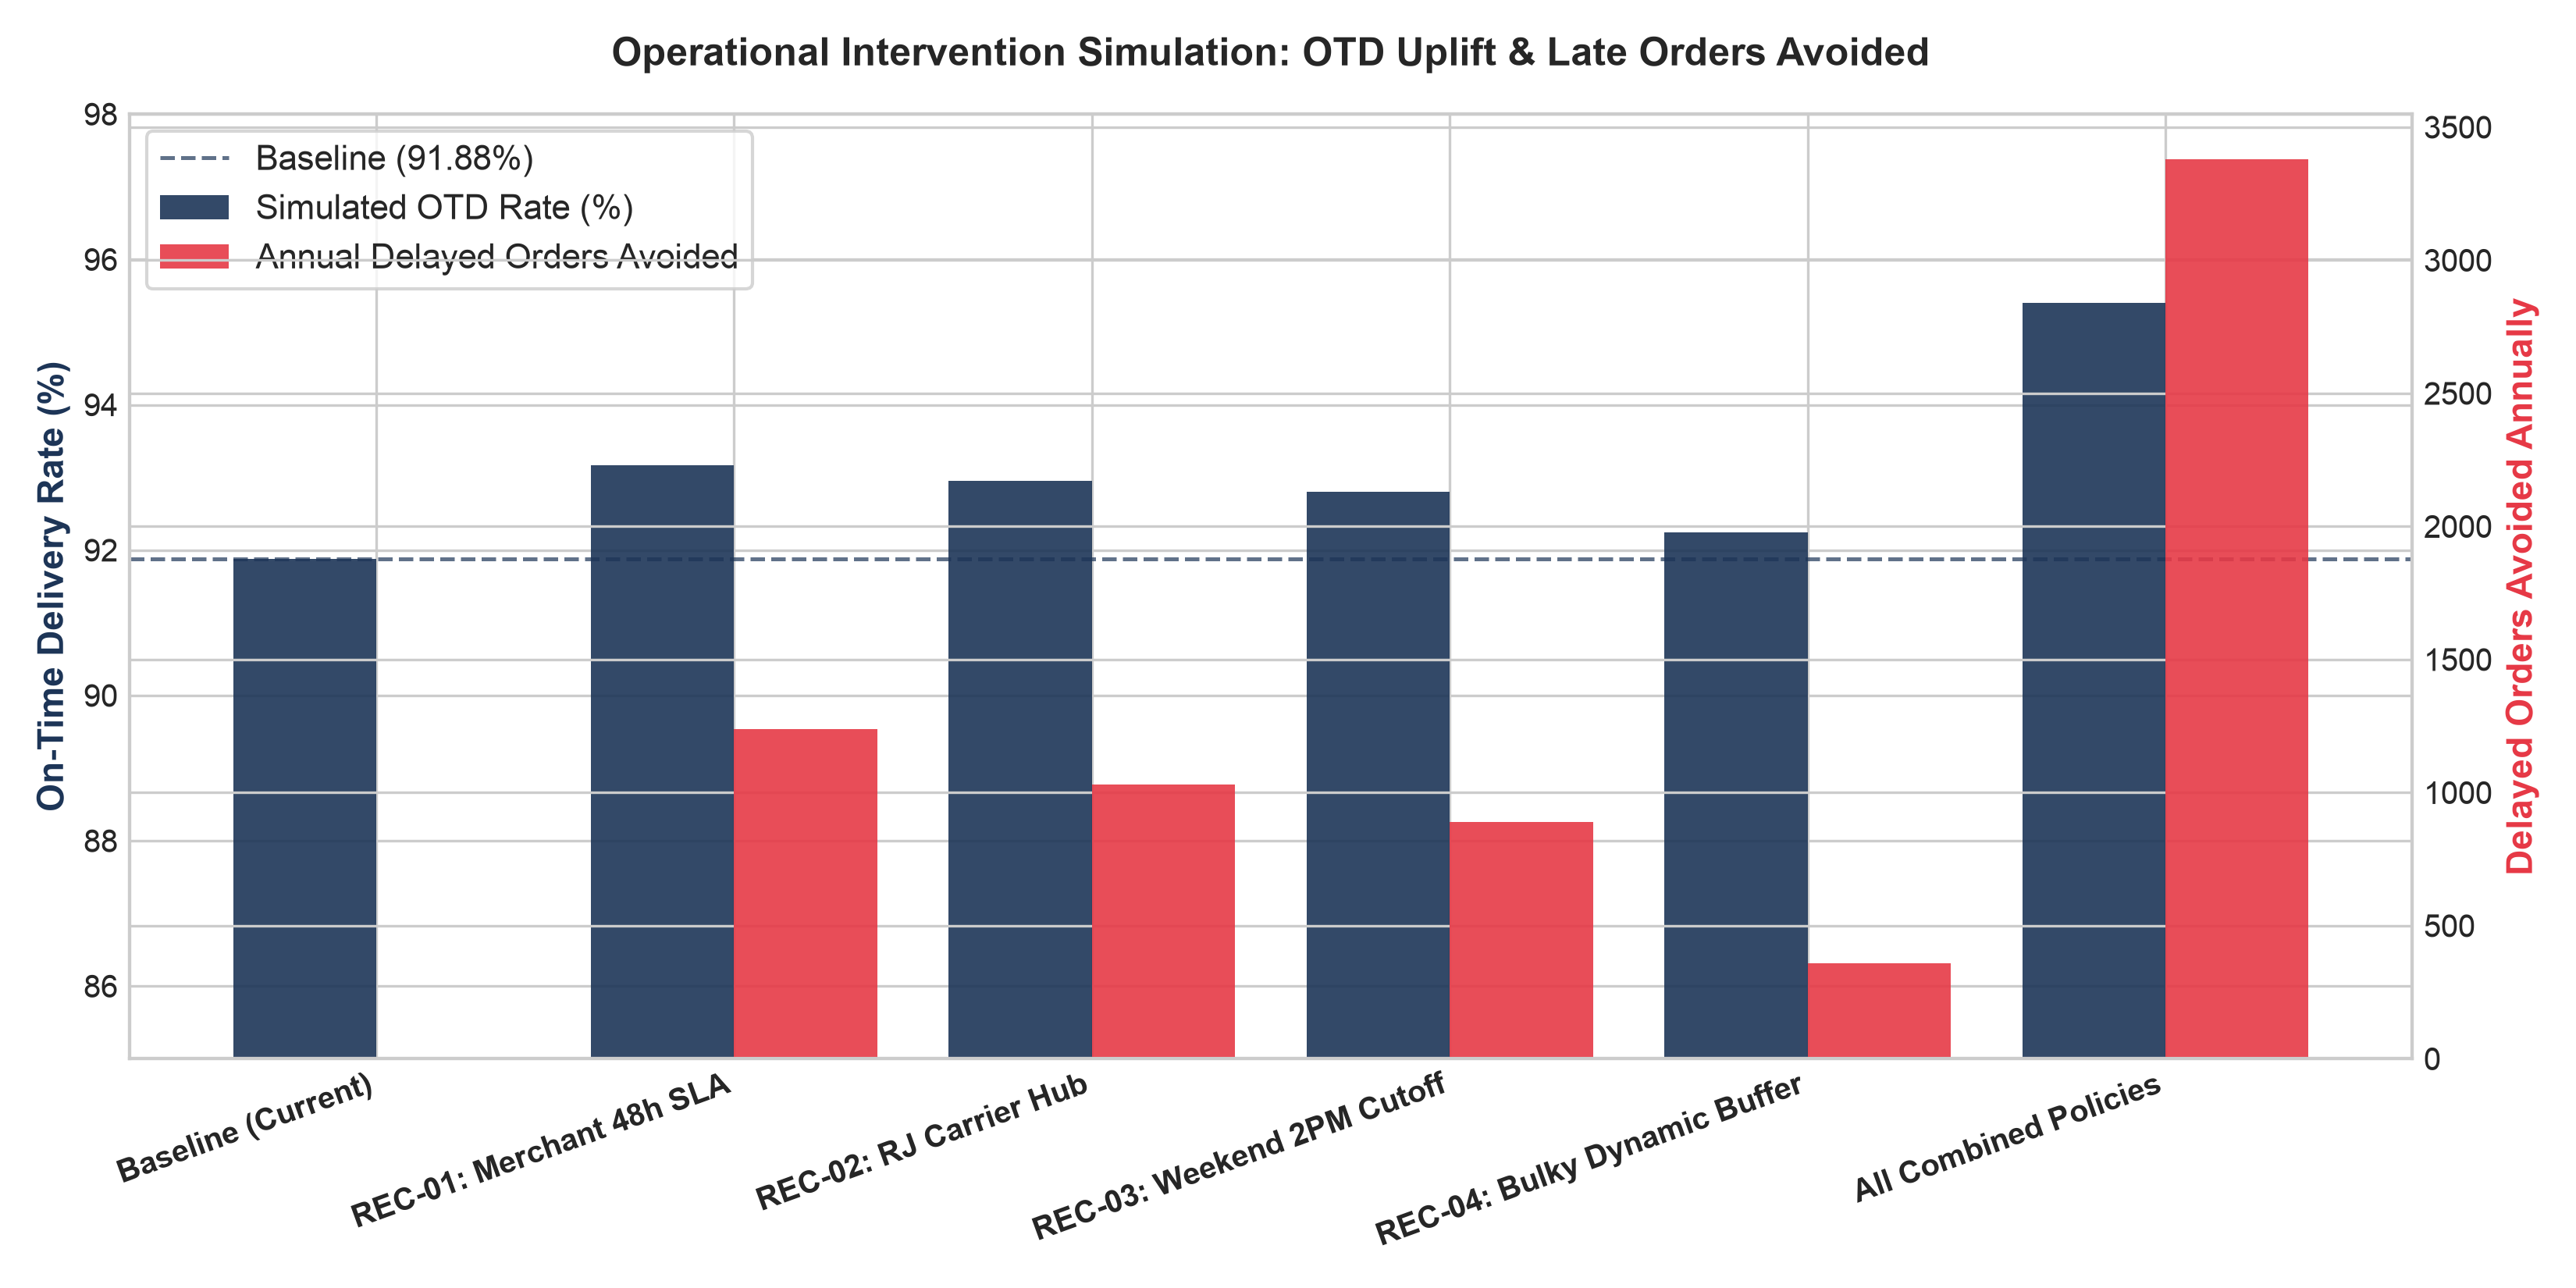 Operational Intervention Simulation: OTD Uplift & Late Orders Avoided
Baseline (91.88%)
Simulated OTD Rate (%)
Annual Delayed Orders Avoided
On-Time Delivery Rate (%)
98
96
94
92
90
88
86
3500
3000
2500
2000
1500
1000
500
0
Delayed Orders Avoided Annually
Baseline (Current)
REC-01: Merchant 48h SLA
REC-02: RJ Carrier Hub
REC-03: Weekend 2PM Cutoff
REC-04: Bulky Dynamic Buffer
All Combined Policies